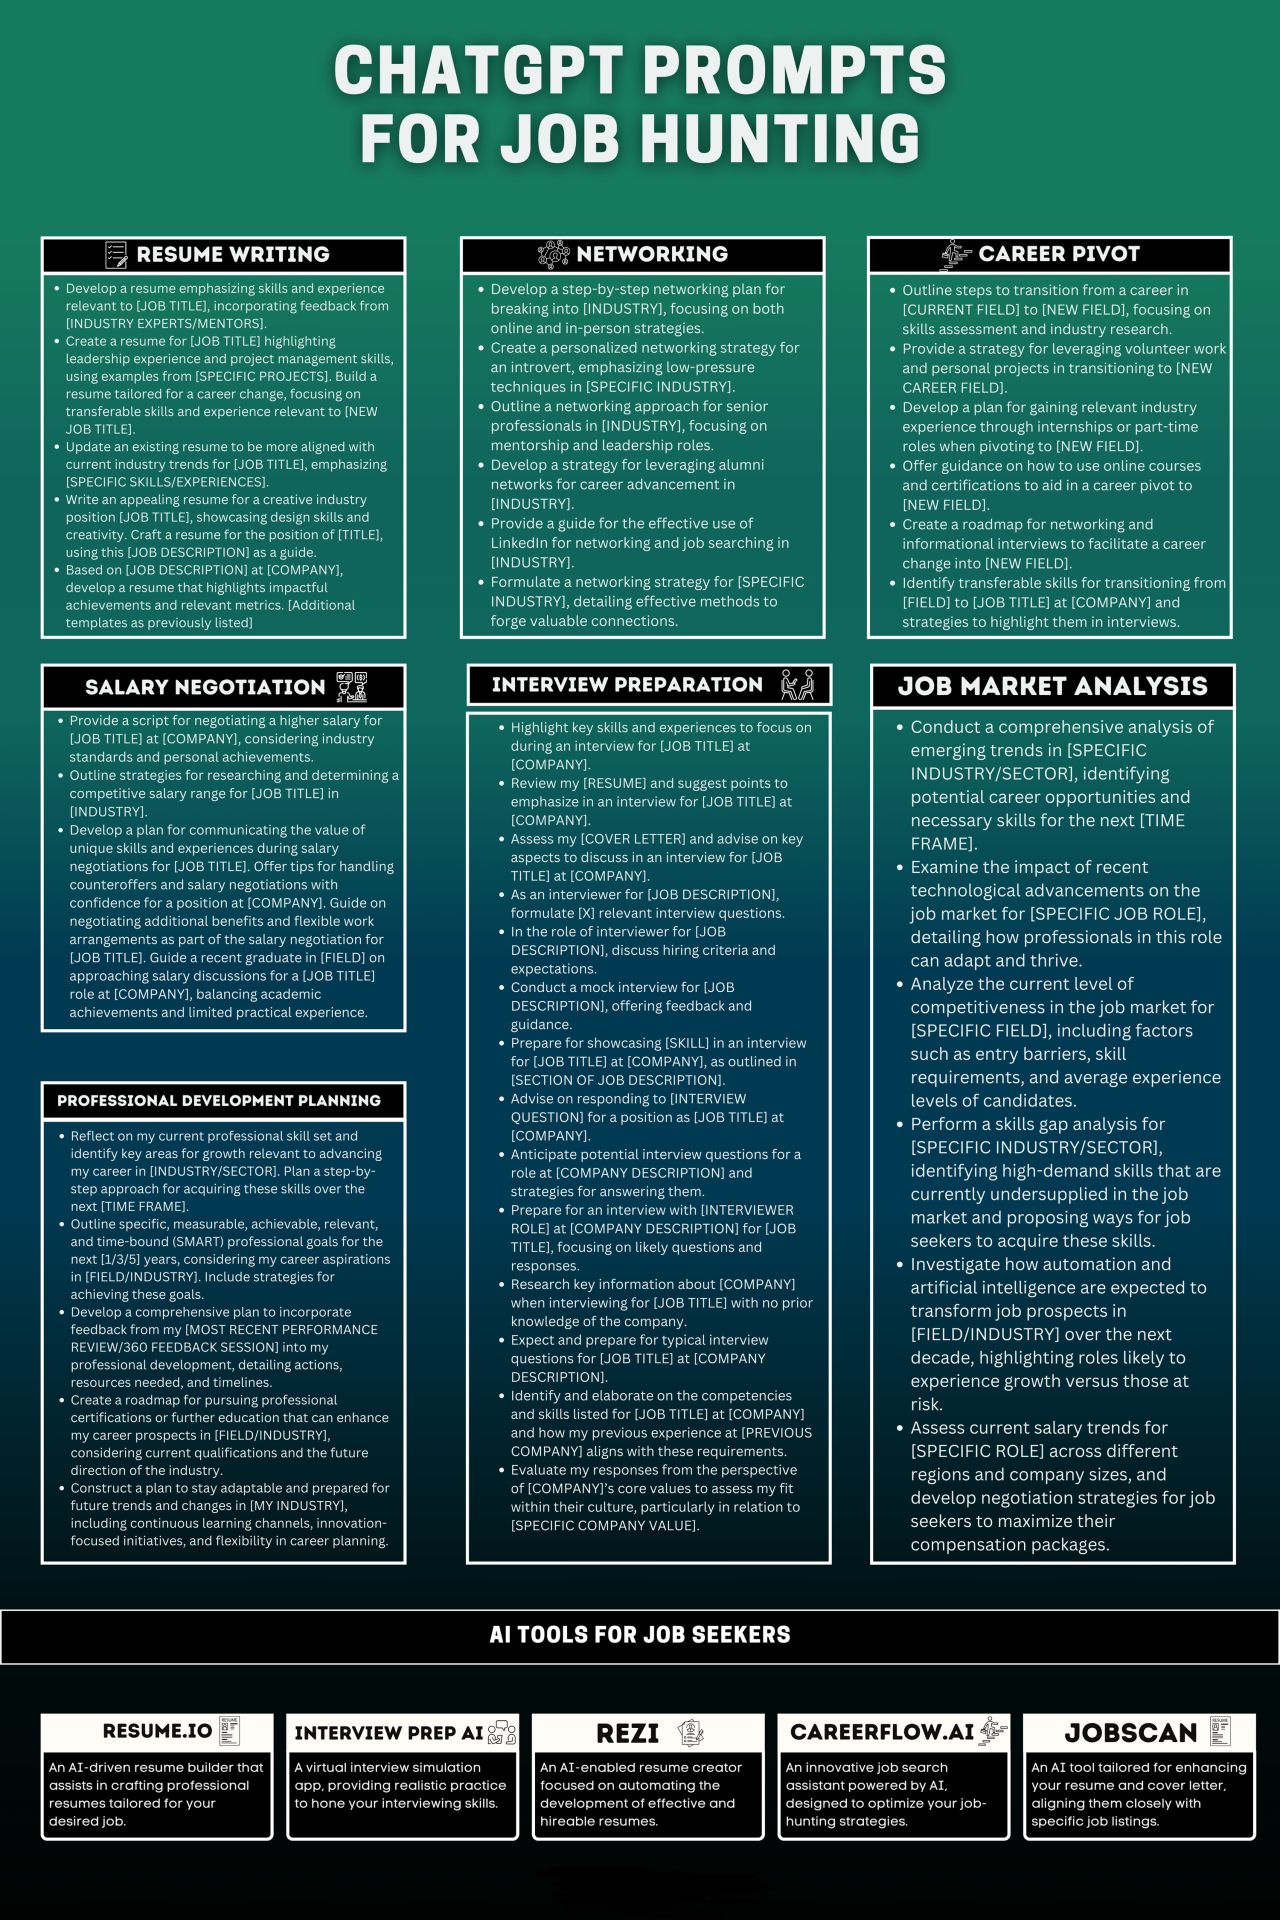 CHATGPT PROMPTS
FOR JOB HUNTING
RESUME WRITING
• Develop a resume emphasizing skills and experience
relevant to [JOB TITLE], incorporating feedback from
[INDUSTRY EXPERTS/MENTORS].
• Create a resume for [JOB TITLE] highlighting
leadership experience and project management skills,
using examples from [SPECIFIC PROJECTS]. Build a
resume tailored for a career change, focusing on
transferable skills and experience relevant to [NEW
JOB TITLE].
• Update an existing resume to be more aligned with
current industry trends for [JOB TITLE], emphasizing
[SPECIFIC SKILLS/EXPERIENCES].
• Write an appealing resume for a creative industry
position [JOB TITLE], showcasing design skills and
creativity. Craft a resume for the position of [TITLE],
using this [JOB DESCRIPTION] as a guide.
• Based on [JOB DESCRIPTION] at [COMPANY],
develop a resume that highlights impactful
achievements and relevant metrics. [Additional
templates as previously listed]
NETWORKING
• Develop a step-by-step networking plan for
breaking into [INDUSTRY], focusing on both
online and in-person strategies.
• Create a personalized networking strategy for
an introvert, emphasizing low-pressure
techniques in [SPECIFIC INDUSTRY].
• Outline a networking approach for senior
professionals in [INDUSTRY], focusing on
mentorship and leadership roles.
• Develop a strategy for leveraging alumni
networks for career advancement in
[INDUSTRY].
• Provide a guide for the effective use of
LinkedIn for networking and job searching in
[INDUSTRY].
• Formulate a networking strategy for [SPECIFIC
INDUSTRY], detailing effective methods to
forge valuable connections.
CAREER PIVOT
• Outline steps to transition from a career in
[CURRENT FIELD] to [NEW FIELD], focusing on
skills assessment and industry research.
• Provide a strategy for leveraging volunteer work
and personal projects in transitioning to [NEW
CAREER FIELD].
• Develop a plan for gaining relevant industry
experience through internships or part-time
roles when pivoting to [NEW FIELD].
• Offer guidance on how to use online courses
and certifications to aid in a career pivot to
[NEW FIELD].
• Create a roadmap for networking and
informational interviews to facilitate a career
change into [NEW FIELD].
• Identify transferable skills for transitioning from
[FIELD] to [JOB TITLE] at [COMPANY] and
strategies to highlight them in interviews.
SALARY NEGOTIATION
• Provide a script for negotiating a higher salary for
[JOB TITLE] at [COMPANY], considering industry
standards and personal achievements.
• Outline strategies for researching and determining a
competitive salary range for [JOB TITLE] in
[INDUSTRY].
• Develop a plan for communicating the value of
unique skills and experiences during salary
negotiations for [JOB TITLE]. Offer tips for handling
counteroffers and salary negotiations with
confidence for a position at [COMPANY]. Guide on
negotiating additional benefits and flexible work
arrangements as part of the salary negotiation for
[JOB TITLE]. Guide a recent graduate in [FIELD] on
approaching salary discussions for a [JOB TITLE]
role at [COMPANY], balancing academic
achievements and limited practical experience.
PROFESSIONAL DEVELOPMENT PLANNING
• Reflect on my current professional skill set and
identify key areas for growth relevant to advancing
my career in [INDUSTRY/SECTOR]. Plan a step-by-
step approach for acquiring these skills over the
next [TIME FRAME].
• Outline specific, measurable, achievable, relevant,
and time-bound (SMART) professional goals for the
next [1/3/5] years, considering my career aspirations
in [FIELD/INDUSTRY]. Include strategies for
achieving these goals.
• Develop a comprehensive plan to incorporate
feedback from my [MOST RECENT PERFORMANCE
REVIEW/360 FEEDBACK SESSION] into my
professional development, detailing actions,
resources needed, and timelines.
• Create a roadmap for pursuing professional
certifications or further education that can enhance
my career prospects in [FIELD/INDUSTRY],
considering current qualifications and the future
direction of the industry.
• Construct a plan to stay adaptable and prepared for
future trends and changes in [MY INDUSTRY],
including continuous learning channels, innovation-
focused initiatives, and flexibility in career planning.
INTERVIEW PREPARATION
• Highlight key skills and experiences to focus on
during an interview for [JOB TITLE] at
[COMPANY].
• Review my [RESUME] and suggest points to
emphasize in an interview for [JOB TITLE] at
[COMPANY].
• Assess my [COVER LETTER] and advise on key
aspects to discuss in an interview for [JOB
TITLE] at [COMPANY].
• As an interviewer for [JOB DESCRIPTION],
formulate [X] relevant interview questions.
• In the role of interviewer for [JOB
DESCRIPTION], discuss hiring criteria and
expectations.
• Conduct a mock interview for [JOB
DESCRIPTION], offering feedback and
guidance.
• Prepare for showcasing [SKILL] in an interview
for [JOB TITLE] at [COMPANY], as outlined in
[SECTION OF JOB DESCRIPTION].
• Advise on responding to [INTERVIEW
QUESTION] for a position as [JOB TITLE] at
[COMPANY].
• Anticipate potential interview questions for a
role at [COMPANY DESCRIPTION] and
strategies for answering them.
• Prepare for an interview with [INTERVIEWER
ROLE] at [COMPANY DESCRIPTION] for [JOB
TITLE], focusing on likely questions and
responses.
• Research key information about [COMPANY]
when interviewing for [JOB TITLE] with no prior
knowledge of the company.
• Expect and prepare for typical interview
questions for [JOB TITLE] at [COMPANY
DESCRIPTION].
• Identify and elaborate on the competencies
and skills listed for [JOB TITLE] at [COMPANY]
and how my previous experience at [PREVIOUS
COMPANY] aligns with these requirements.
• Evaluate my responses from the perspective
of [COMPANY]'s core values to assess my fit
within their culture, particularly in relation to
[SPECIFIC COMPANY VALUE].
JOB MARKET ANALYSIS
• Conduct a comprehensive analysis of
emerging trends in [SPECIFIC
INDUSTRY/SECTOR], identifying
potential career opportunities and
necessary skills for the next [TIME
FRAME].
• Examine the impact of recent
technological advancements on the
job market for [SPECIFIC JOB ROLE],
detailing how professionals in this role
can adapt and thrive.
• Analyze the current level of
competitiveness in the job market for
[SPECIFIC FIELD], including factors
such as entry barriers, skill
requirements, and average experience
levels of candidates.
• Perform a skills gap analysis for
[SPECIFIC INDUSTRY/SECTOR],
identifying high-demand skills that are
currently undersupplied in the job
market and proposing ways for job
seekers to acquire these skills.
• Investigate how automation and
artificial intelligence are expected to
transform job prospects in
[FIELD/INDUSTRY] over the next
decade, highlighting roles likely to
experience growth versus those at
risk.
• Assess current salary trends for
[SPECIFIC ROLE] across different
regions and company sizes, and
develop negotiation strategies for job
seekers to maximize their
compensation packages.
AI TOOLS FOR JOB SEEKERS
RESUME.IO
An AI-driven resume builder that
assists in crafting professional
resumes tailored for your
desired job.
INTERVIEW PREP AI
A virtual interview simulation
app, providing realistic practice
to hone your interviewing skills.
REZI
An AI-enabled resume creator
focused on automating the
development of effective and
hireable resumes.
CAREERFLOW.AI
An innovative job search
assistant powered by AI,
designed to optimize your job-
hunting strategies.
JOBSCAN
An AI tool tailored for enhancing
your resume and cover letter,
aligning them closely with
specific job listings.